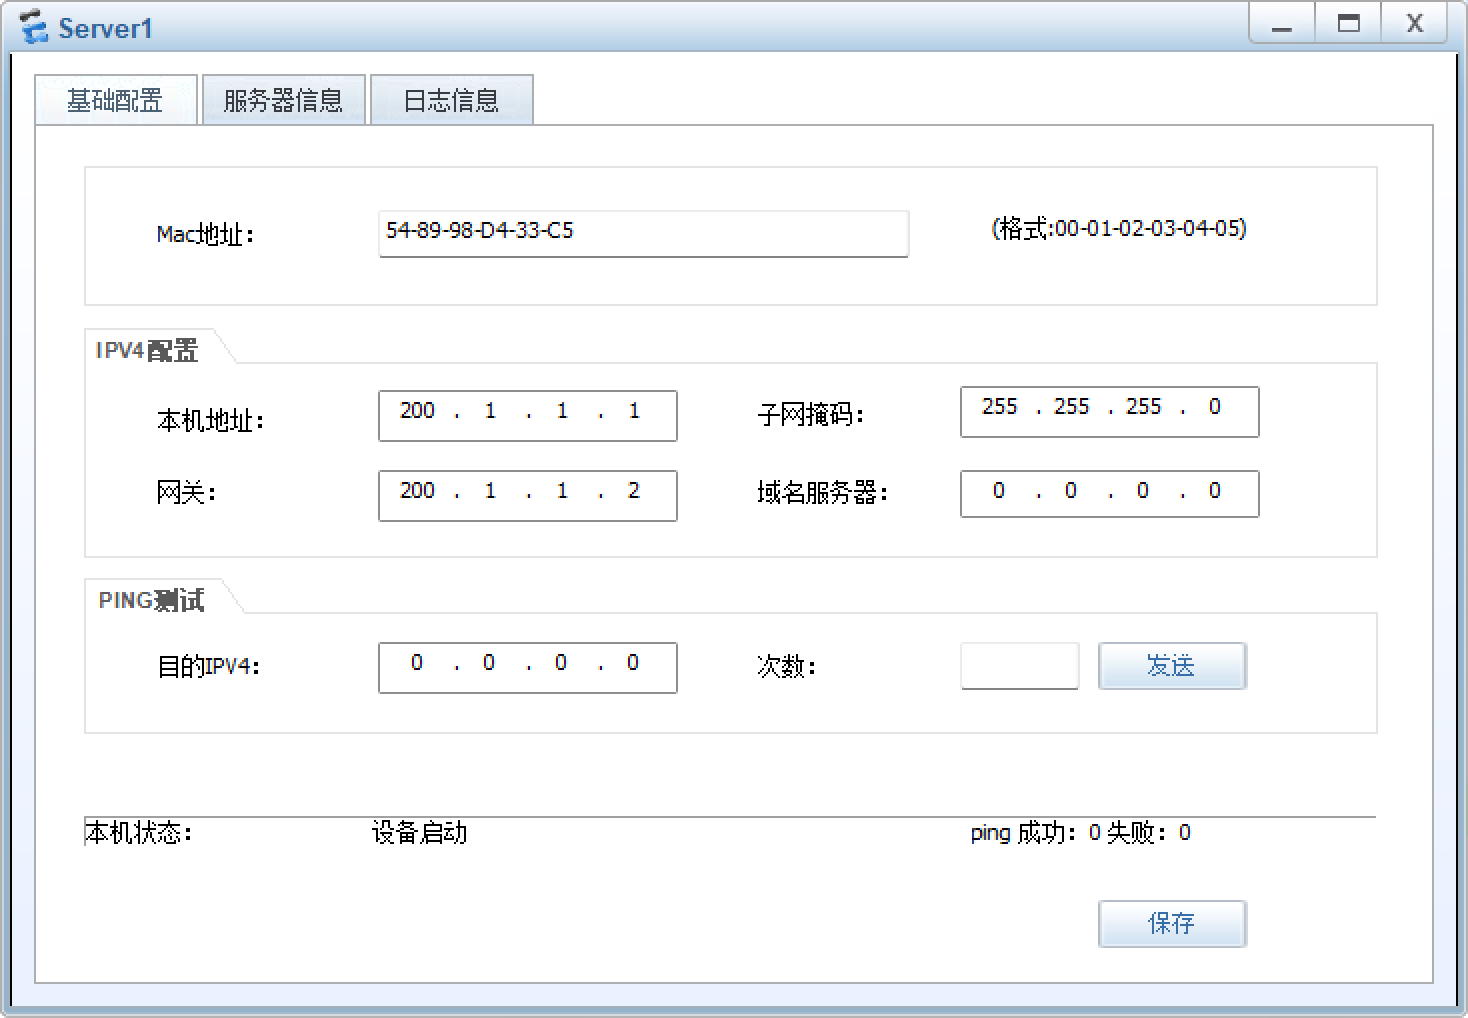 Server1
基础配置 服务器信息 日志信息
Mac地址： 54-89-98-D4-33-C5 (格式:00-01-02-03-04-05)
IPV4配置
本机地址： 200 . 1 . 1 . 1 子网掩码： 255 . 255 . 255 . 0
网关： 200 . 1 . 1 . 2 域名服务器： 0 . 0 . 0 . 0
PING测试
目的IPV4： 0 . 0 . 0 . 0 次数： 发送
本机状态： 设备启动 ping 成功：0 失败：0
保存